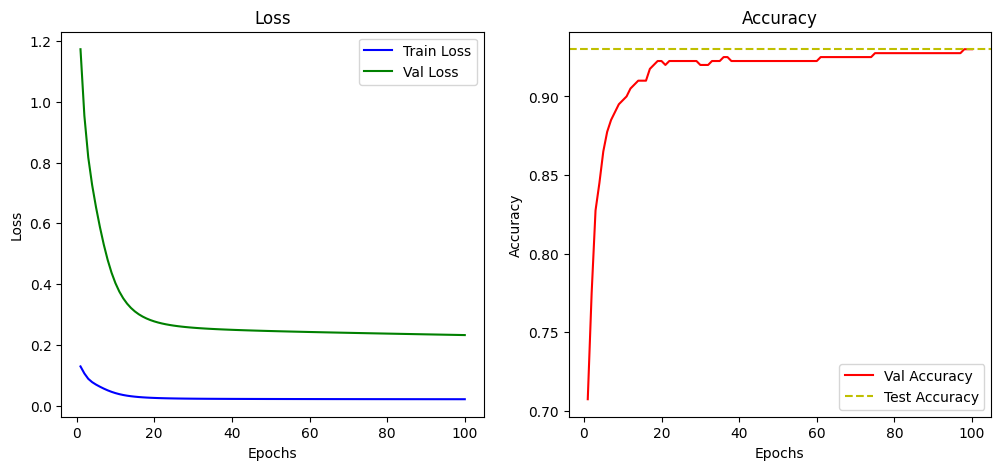 Loss
Train Loss
Val Loss
1.2
1.0
0.8
0.6
0.4
0.2
0.0
Loss
0 20 40 60 80 100
Epochs
Accuracy
0.90
0.85
0.80
0.75
0.70
Accuracy
Val Accuracy
Test Accuracy
0 20 40 60 80 100
Epochs